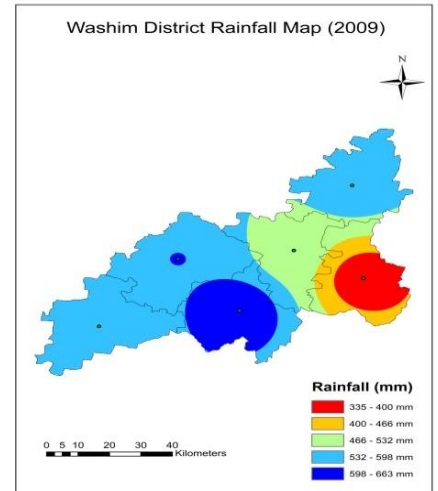 Washim District Rainfall Map (2009)
N
Rainfall (mm)
335 - 400 mm
400 - 466 mm
466 - 532 mm
532 - 598 mm
598 - 663 mm
0 5 10 20 30 40
Kilometers